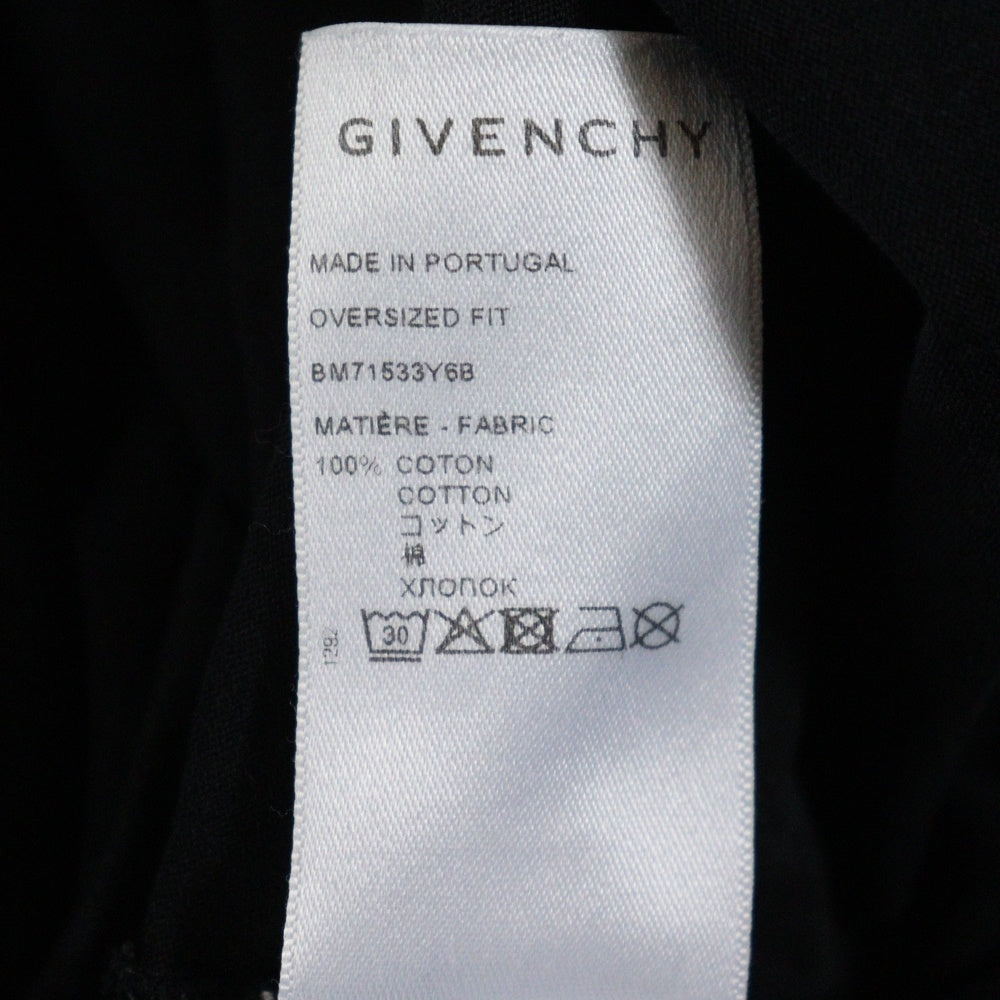 GIVENCHY
MADE IN PORTUGAL
OVERSIZED FIT
BM71533Y6B
MATIÈRE - FABRIC
100% COTON
COTTON
コットン
棉
ХЛОПОК
30